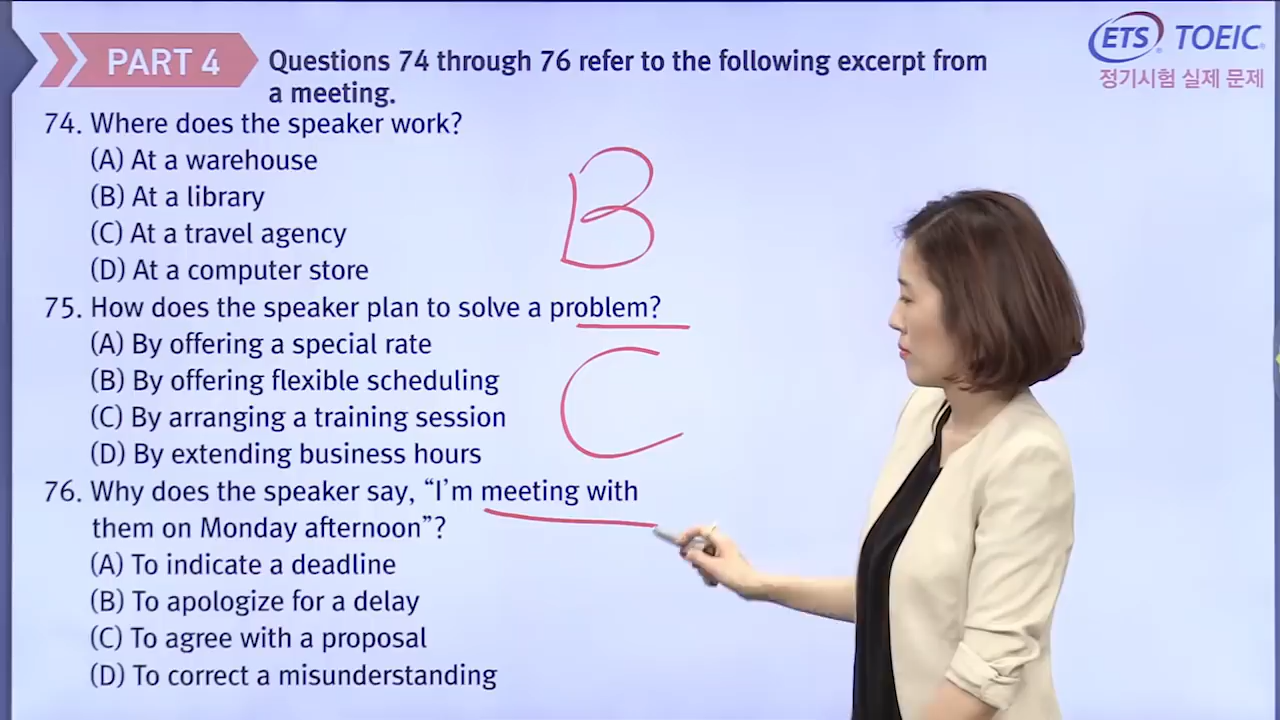 PART 4
Questions 74 through 76 refer to the following excerpt from
a meeting.
ETS® TOEIC®
정기시험 실제 문제
74. Where does the speaker work?
(A) At a warehouse
(B) At a library
(C) At a travel agency
(D) At a computer store
B
75. How does the speaker plan to solve a problem?
(A) By offering a special rate
(B) By offering flexible scheduling
(C) By arranging a training session
(D) By extending business hours
C
76. Why does the speaker say, “I’m meeting with
them on Monday afternoon”?
(A) To indicate a deadline
(B) To apologize for a delay
(C) To agree with a proposal
(D) To correct a misunderstanding